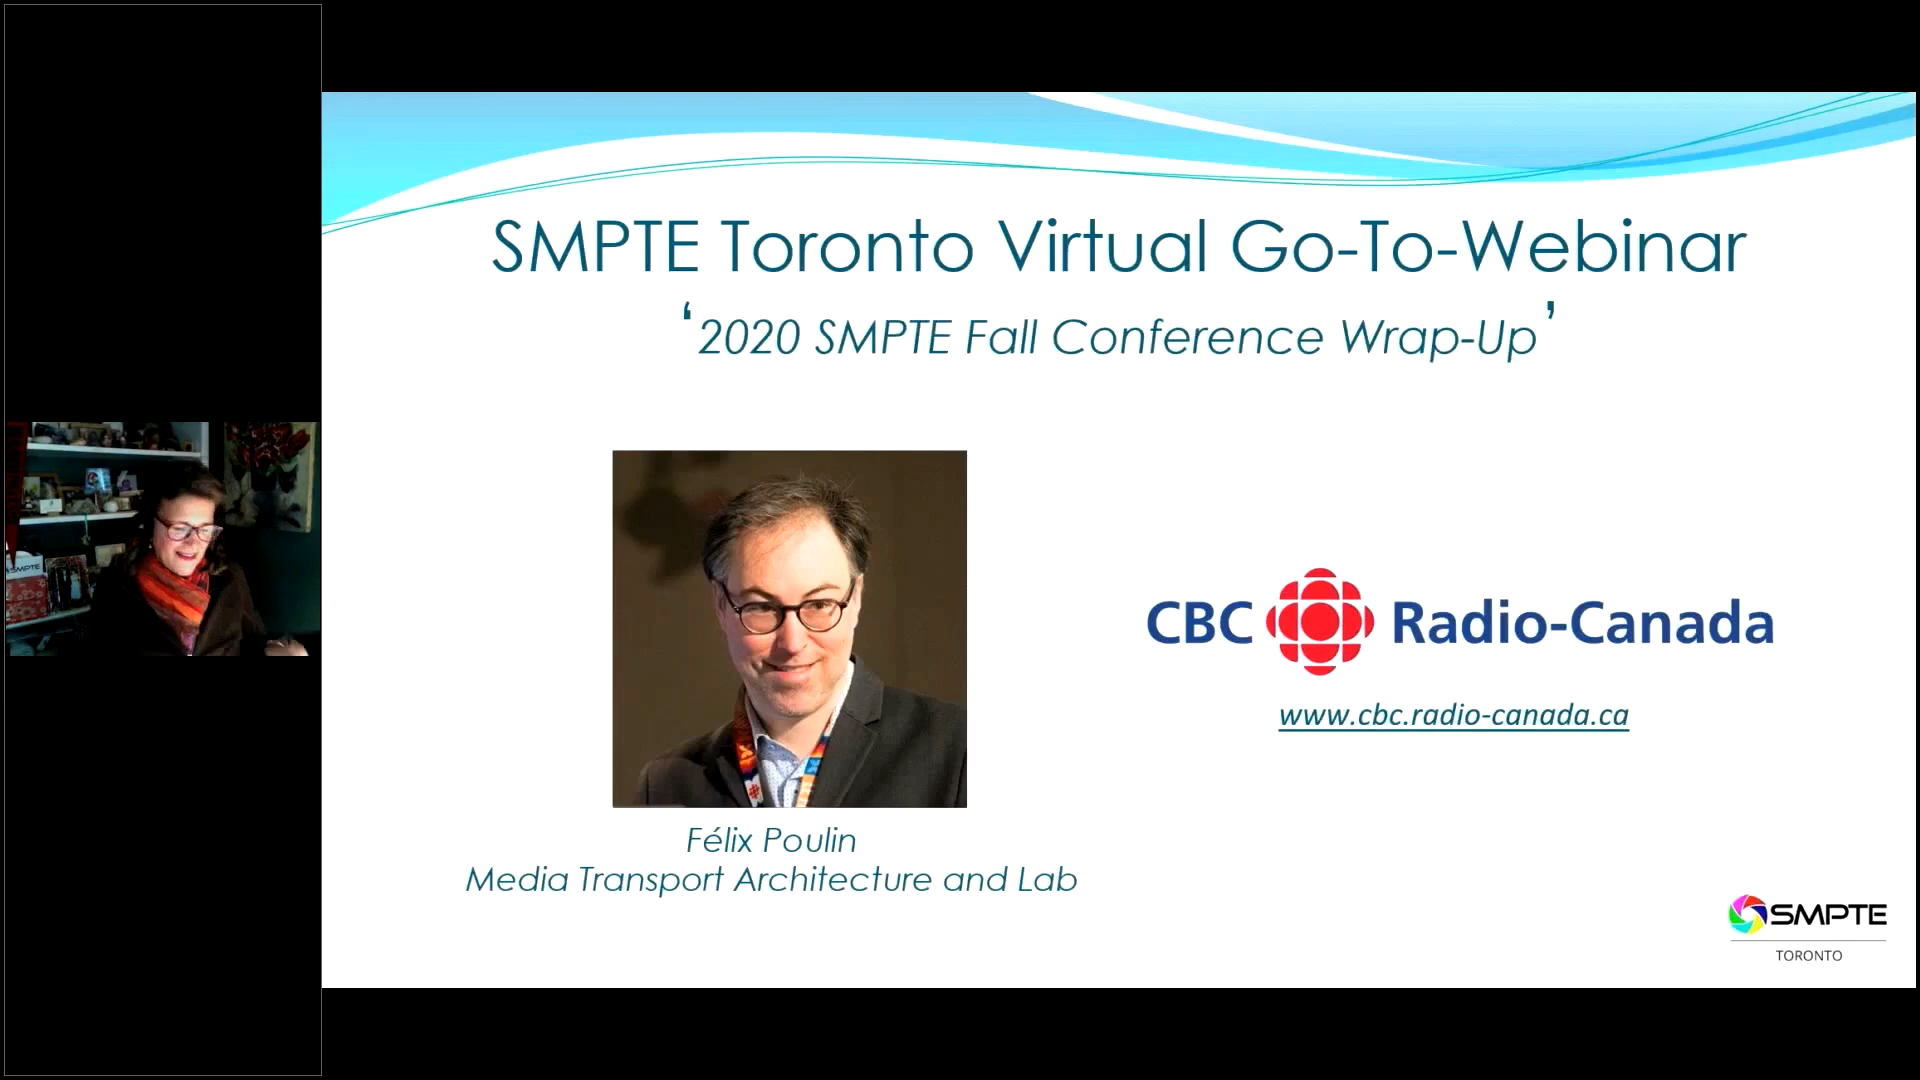 SMPTE Toronto Virtual Go-To-Webinar
‘2020 SMPTE Fall Conference Wrap-Up’
CBC Radio-Canada
www.cbc.radio-canada.ca
SMPTE
Félix Poulin
Media Transport Architecture and Lab
SMPTE
TORONTO